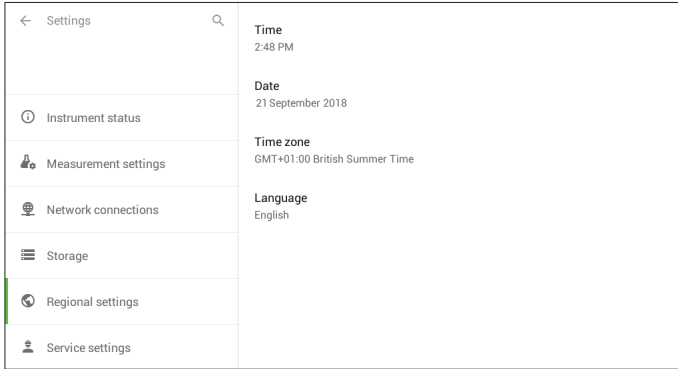 Settings
Instrument status
Measurement settings
Network connections
Storage
Regional settings
Service settings
Time
2:48 PM
Date
21 September 2018
Time zone
GMT+01:00 British Summer Time
Language
English